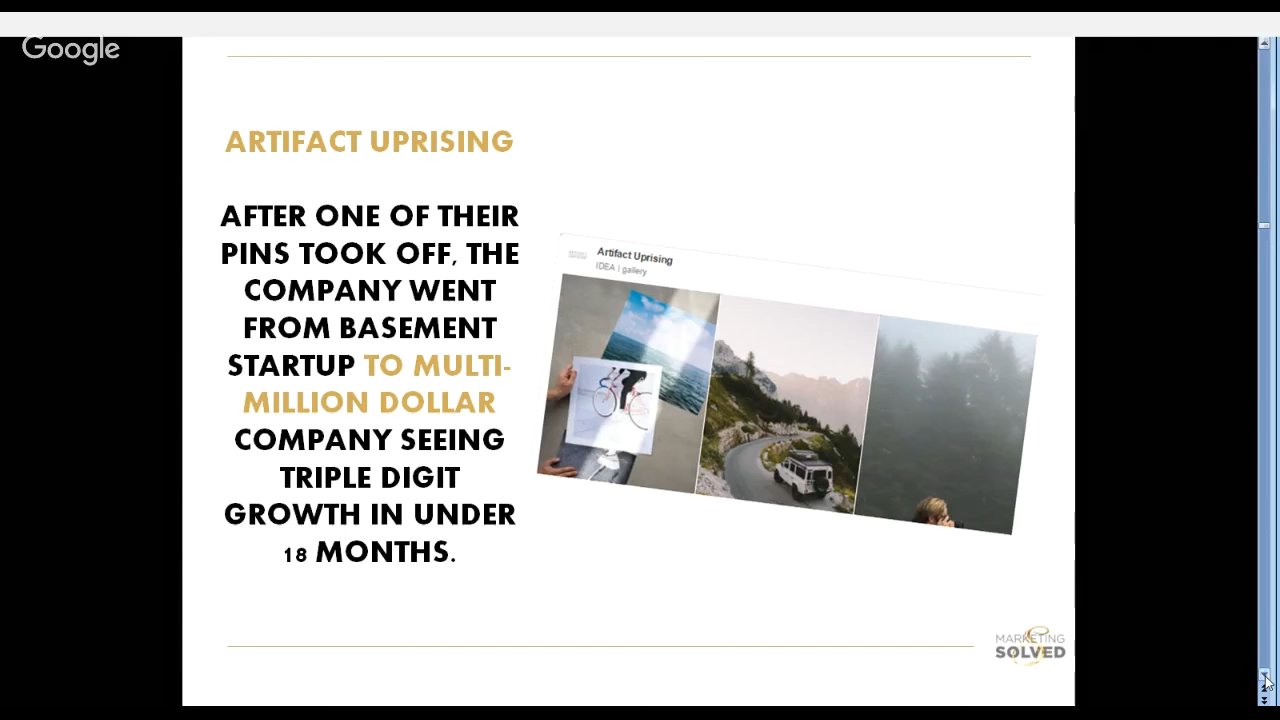 Google
ARTIFACT UPRISING
AFTER ONE OF THEIR
PINS TOOK OFF, THE
COMPANY WENT
FROM BASEMENT
STARTUP TO MULTI-
MILLION DOLLAR
COMPANY SEEING
TRIPLE DIGIT
GROWTH IN UNDER
18 MONTHS.
Artifact Uprising
IDEA | gallery
MARKETING
SOLVED